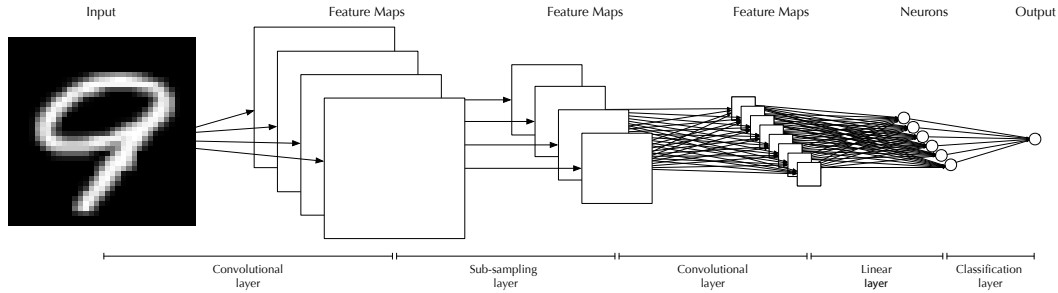 Input Feature Maps Feature Maps Feature Maps Neurons Output
9
Convolutional Sub-sampling Convolutional Linear Classification
layer layer layer layer layer